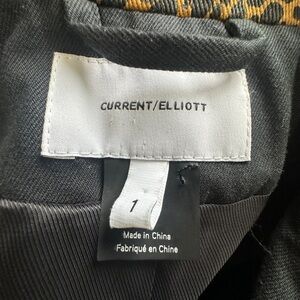 CURRENT/ELLIOTT
1
Made in China
Fabriqué en Chine